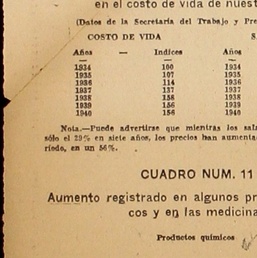 en el costo de vida de nuest
(Datos de la Secretaría del Trabajo y Pre
COSTO DE VIDA S
Años — Indices Años
1934 100 1934
1935 107 1935
1936 114 1936
1937 137 1937
1938 156 1938
1939 156 1939
1940 156 1940
Nota.—Puede advertirse que mientras los sal
sólo el 29% en siete años, los precios han aumenta
ríodo, en un 56%.
CUADRO NUM. 11
Aumento registrado en algunos pr
cos y en las medicina
Productos químicos